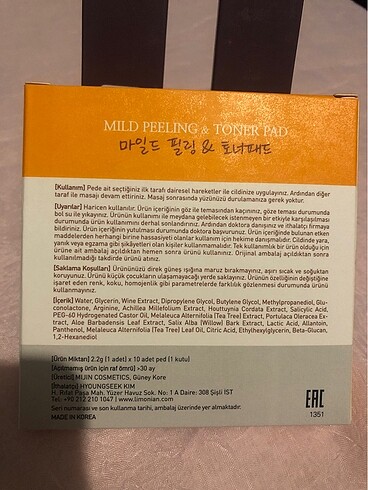 MILD PEELING & TONER PAD
마일드 필링 & 토너패드
[Kullanım] Pede ait seçtiğiniz ilk tarafı dairesel hareketler ile cildinize uygulayınız. Ardından diğer
taraf ile masajı devam ettiriniz. Masaj sonrasında yüzünüzü durulamanıza gerek yoktur.
[Uyarılar] Haricen kullanılır. Ürün içeriğinin göz ile temasından kaçınınız, göze teması durumunda
bol su ile yıkayınız. Ürünün kullanımı ile meydana gelebilecek istenmeyen bir etkiyle karşılaşılması
durumunda ürün kullanımını derhal sonlandırınız. Ardından doktora danışınız ve ithalatçı firmaya
bildiriniz. Ürün içeriğinin yutulması durumunda doktora başvurunuz. Ürün içeriğinde bulunan etken
maddelerden herhangi birine hassasiyeti olanlar kullanım için hekime danışmalıdır. Cildinde yara,
yanık veya egzama gibi şikâyetleri olan kişiler kullanmamalıdır. Tek kullanımlık bir ürün olduğu için
ürüne ait ambalaj açıldıktan hemen sonra ürünü kullanınız. Orijinal ambalaj açıldıktan sonra
kullanılmadığı takdirde ürünü atınız.
[Saklama Koşulları] Ürününüzü direk güneş ışığına maruz bırakmayınız, aşırı sıcak ve soğuktan
koruyunuz. Ürünü küçük çocukların ulaşamayacağı yerde saklayınız. Ürünün özelliğinin değiştiğine
işaret eden renk, koku, homojenlik gibi parametrelerde farklılık gözlenmesi durumunda ürünü
kullanmayınız.
[İçerik] Water, Glycerin, Wine Extract, Dipropylene Glycol, Butylene Glycol, Methylpropanediol, Glu-
conolactone, Arginine, Achillea Millefolium Extract, Houttuynia Cordata Extract, Salicylic Acid,
PEG-60 Hydrogenated Castor Oil, Melaleuca Alternifolia (Tea Tree) Extract, Portulaca Oleracea Ex-
tract, Aloe Barbadensis Leaf Extract, Salix Alba (Willow) Bark Extract, Lactic Acid, Allantoin,
Panthenol, Melaleuca Alternifolia (Tea Tree) Leaf Oil, Citric Acid, Ethylhexylglycerin, Beta-Glucan,
1,2-Hexanediol
[Ürün Miktarı] 2.2g (1 adet) x 10 adet ped (1 kutu)
[Açılmamış ürün için raf ömrü] >30 ay
[Üretici] MIJIN COSMETICS, Güney Kore
[İthalatçı] HYOUNGSEEK KIM
H. Rıfat Paşa Mah. Yüzer Havuz Sok. No: 1 A Daire: 308 Şişli İST
Tel: +90 212 210 1047 | www.limonian.com
Seri numarası ve son kullanma tarihi, ambalaj üzerinde yer almaktadır.
MADE IN KOREA
EAC
1351